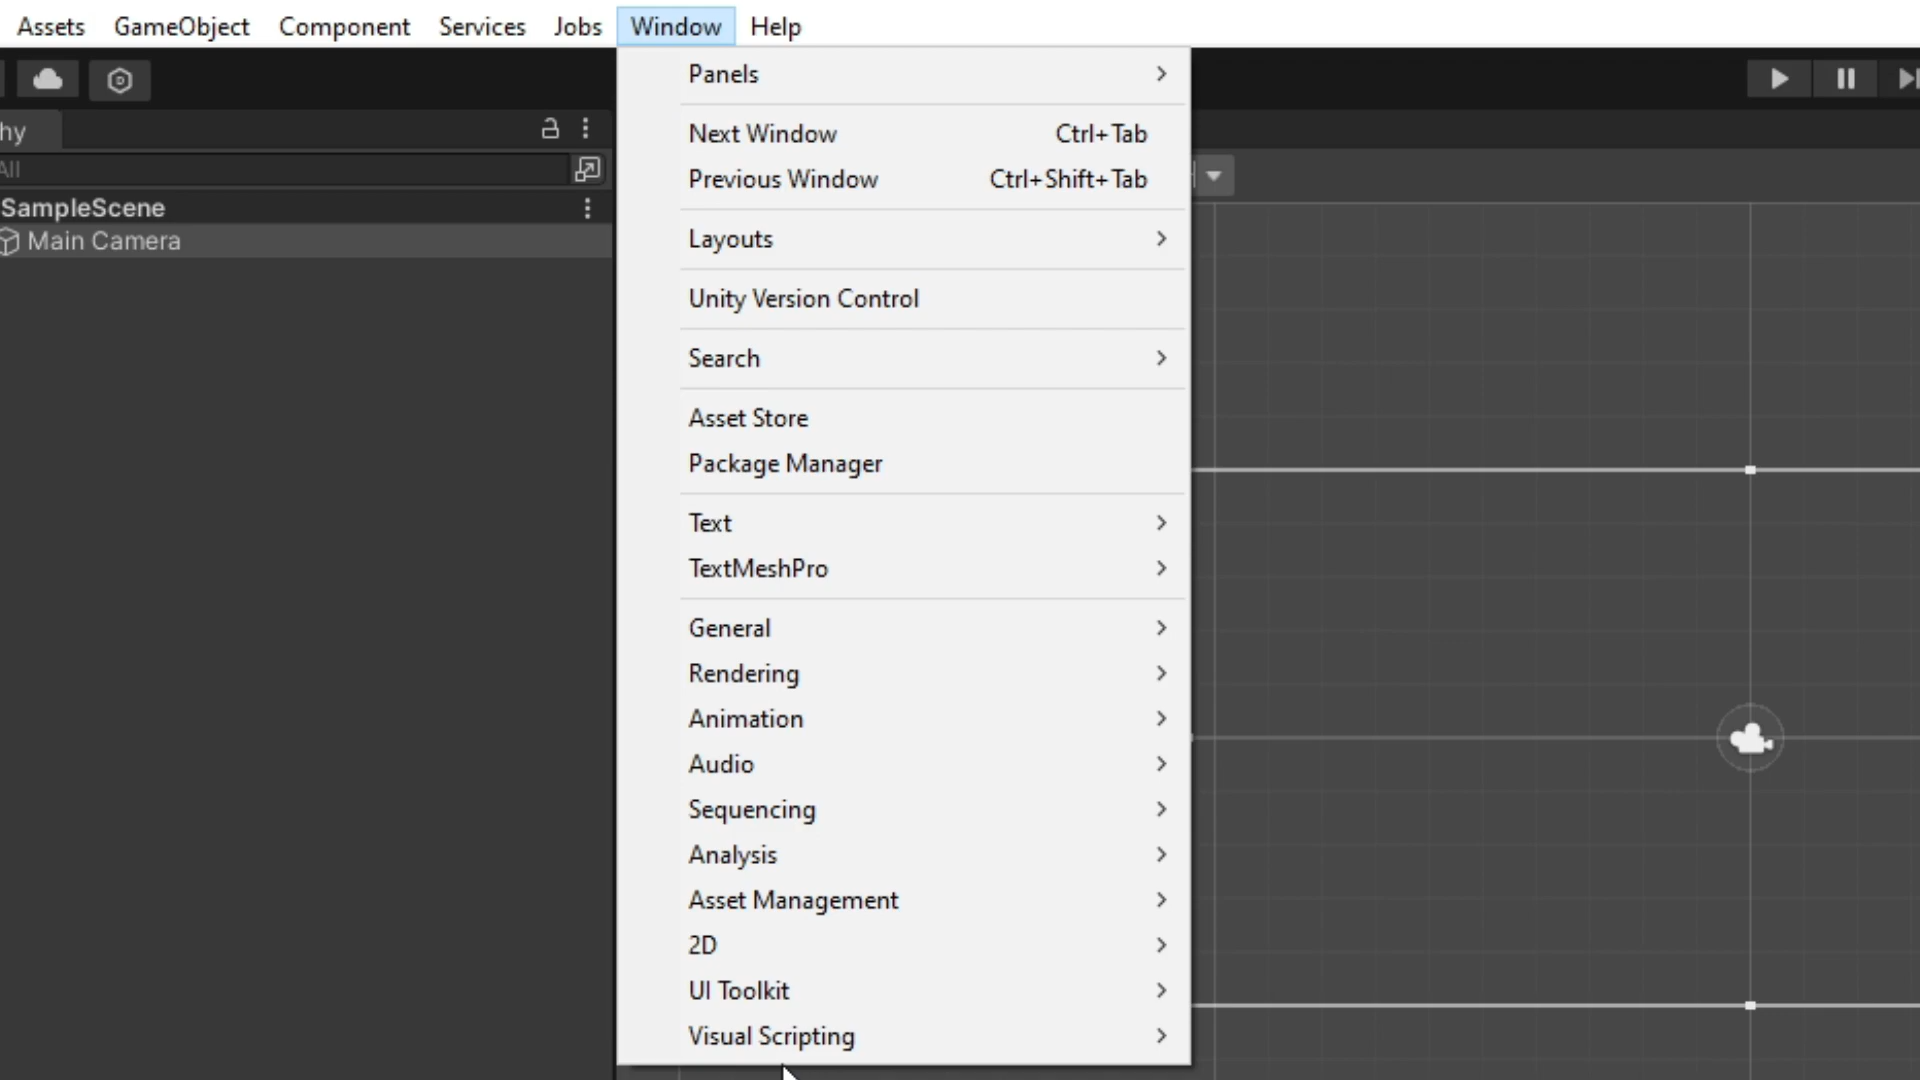 Assets GameObject Component Services Jobs Window Help
hy
All
SampleScene
Main Camera
Panels
Next Window Ctrl+Tab
Previous Window Ctrl+Shift+Tab
Layouts
Unity Version Control
Search
Asset Store
Package Manager
Text
TextMeshPro
General
Rendering
Animation
Audio
Sequencing
Analysis
Asset Management
2D
UI Toolkit
Visual Scripting